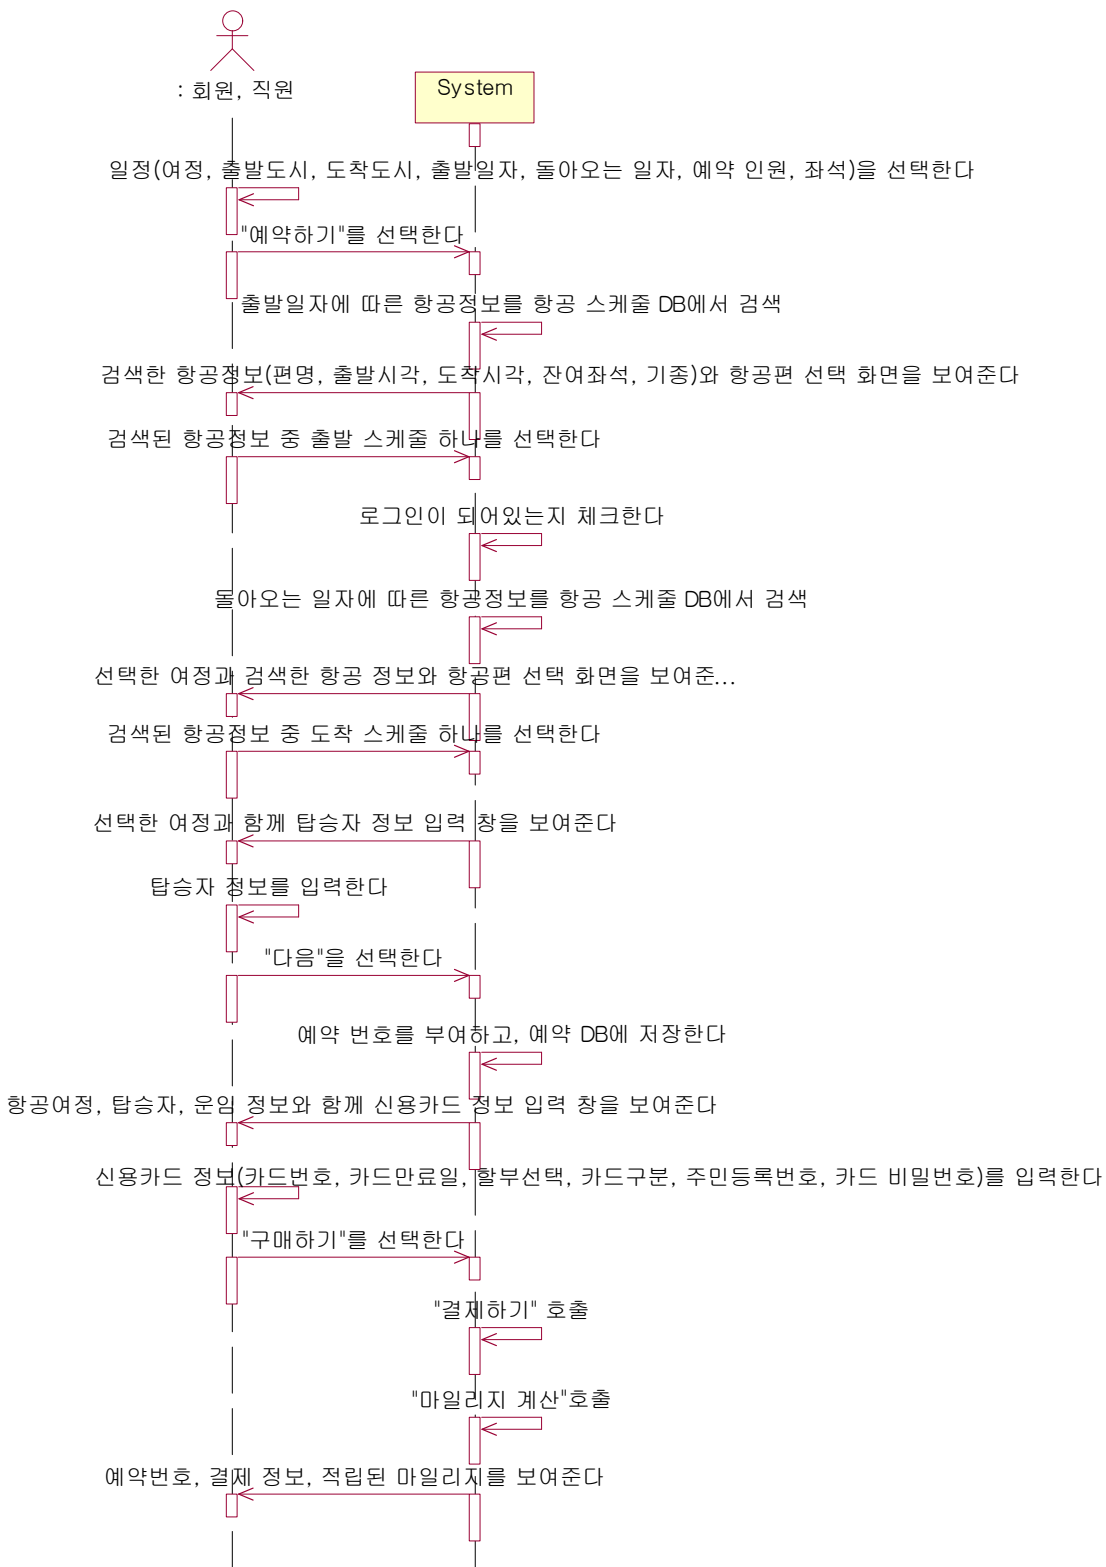 : 회원, 직원
System
일정(여정, 출발도시, 도착도시, 출발일자, 돌아오는 일자, 예약 인원, 좌석)을 선택한다
"예약하기"를 선택한다
출발일자에 따른 항공정보를 항공 스케줄 DB에서 검색
검색한 항공정보(편명, 출발시각, 도착시각, 잔여좌석, 기종)와 항공편 선택 화면을 보여준다
검색된 항공정보 중 출발 스케줄 하나를 선택한다
로그인이 되어있는지 체크한다
돌아오는 일자에 따른 항공정보를 항공 스케줄 DB에서 검색
선택한 여정과 검색한 항공 정보와 항공편 선택 화면을 보여준...
검색된 항공정보 중 도착 스케줄 하나를 선택한다
선택한 여정과 함께 탑승자 정보 입력 창을 보여준다
탑승자 정보를 입력한다
"다음"을 선택한다
예약 번호를 부여하고, 예약 DB에 저장한다
항공여정, 탑승자, 운임 정보와 함께 신용카드 정보 입력 창을 보여준다
신용카드 정보(카드번호, 카드만료일, 할부선택, 카드구분, 주민등록번호, 카드 비밀번호)를 입력한다
"구매하기"를 선택한다
"결제하기" 호출
"마일리지 계산"호출
예약번호, 결제 정보, 적립된 마일리지를 보여준다